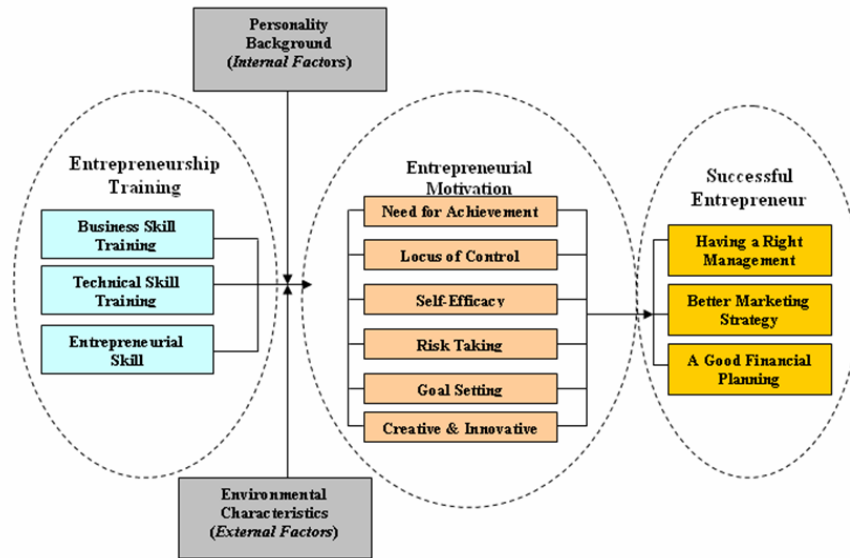 Personality
Background
(Internal Factors)
Entrepreneurship
Training
Business Skill
Training
Technical Skill
Training
Entrepreneurial
Skill
Environmental
Characteristics
(External Factors)
Entrepreneurial
Motivation
Need for Achievement
Locus of Control
Self-Efficacy
Risk Taking
Goal Setting
Creative & Innovative
Successful
Entrepreneur
Having a Right
Management
Better Marketing
Strategy
A Good Financial
Planning